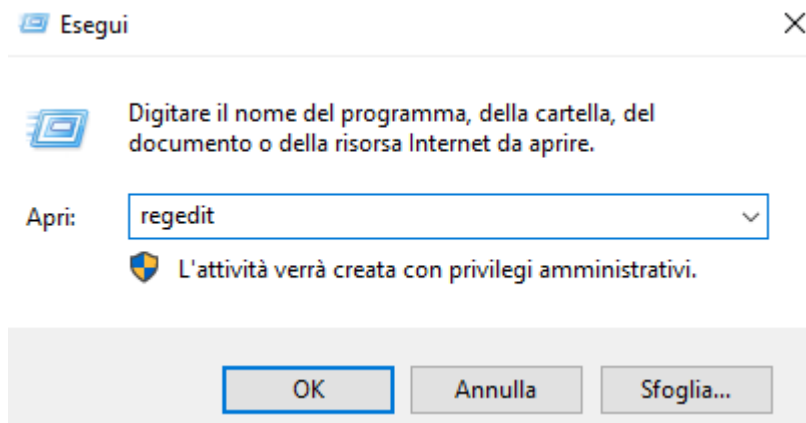 Esegui
Digitare il nome del programma, della cartella, del
documento o della risorsa Internet da aprire.
Apri: regedit
L'attività verrà creata con privilegi amministrativi.
OK Annulla Sfoglia...